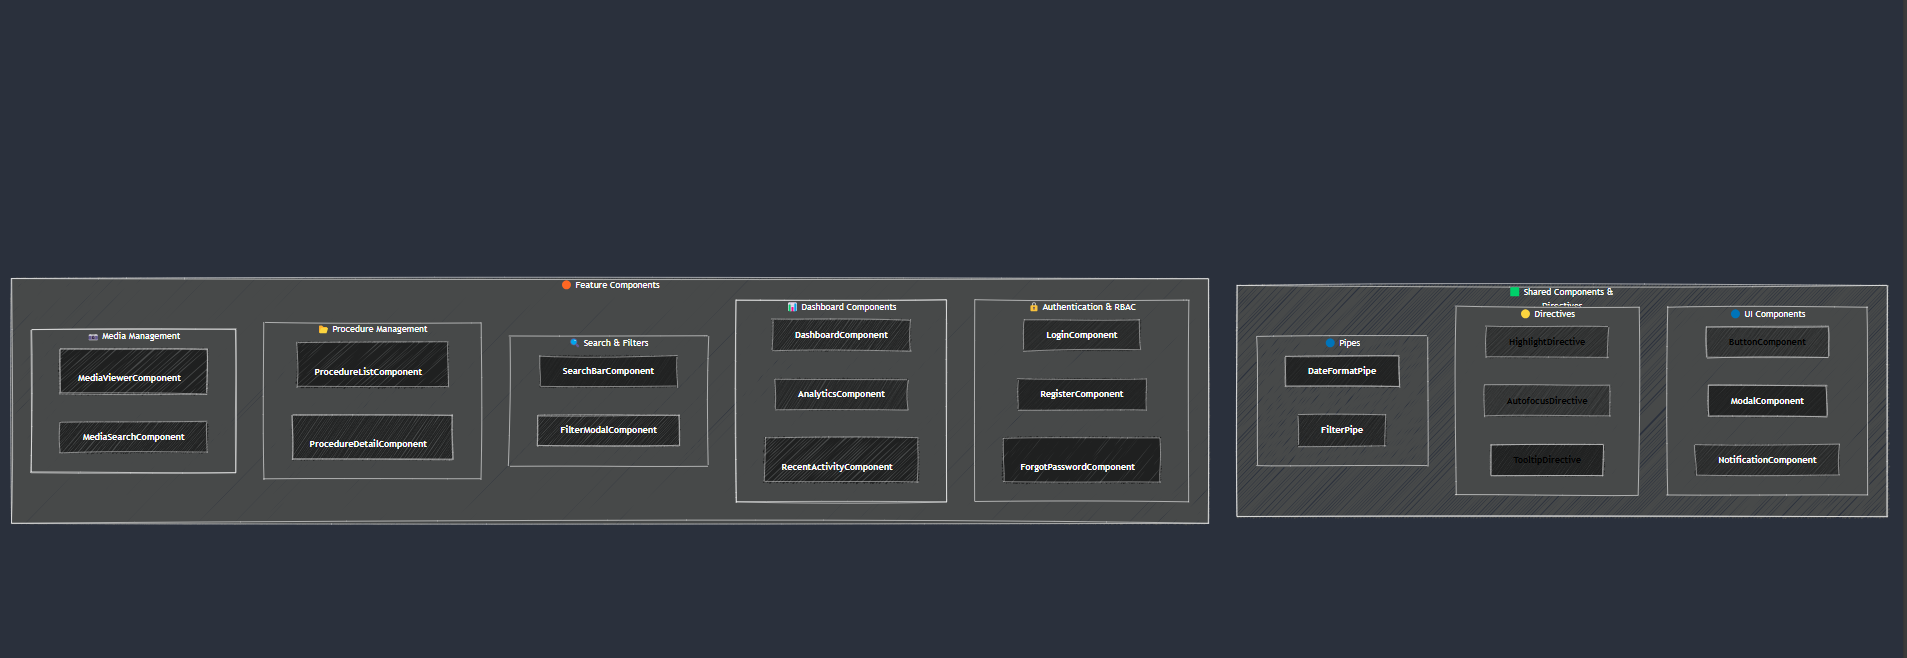 Feature Components
Media Management
MediaViewerComponent
MediaSearchComponent
Procedure Management
ProcedureListComponent
ProcedureDetailComponent
Search & Filters
SearchBarComponent
FilterModalComponent
Dashboard Components
DashboardComponent
AnalyticsComponent
RecentActivityComponent
Authentication & RBAC
LoginComponent
RegisterComponent
ForgotPasswordComponent
Shared Components &
Directives
Pipes
DateFormatPipe
FilterPipe
Directives
HighlightDirective
AutofocusDirective
TooltipDirective
UI Components
ButtonComponent
ModalComponent
NotificationComponent